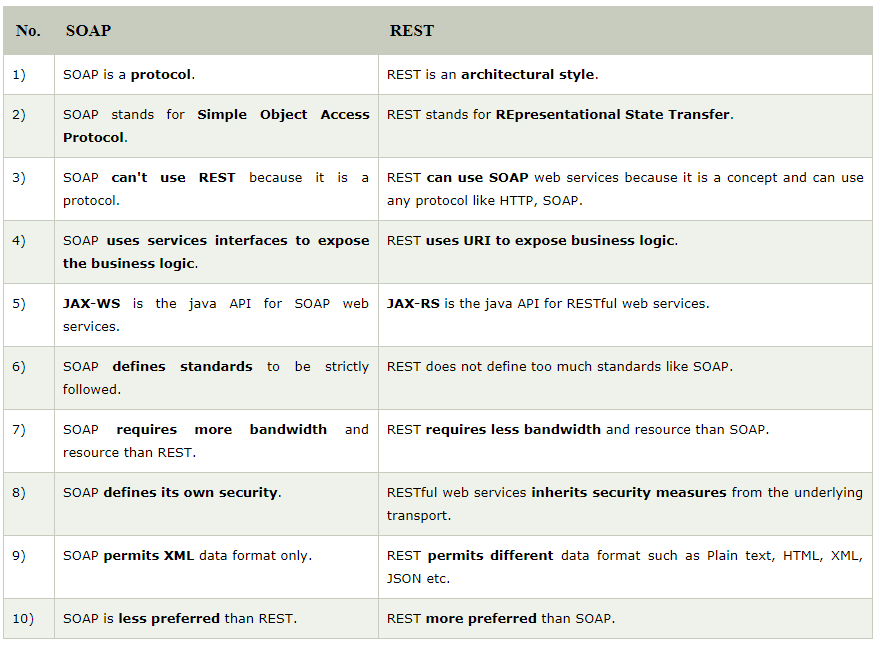 No. SOAP REST
1) SOAP is a protocol. REST is an architectural style.
2) SOAP stands for Simple Object Access REST stands for REpresentational State Transfer.
Protocol.
3) SOAP can't use REST because it is a REST can use SOAP web services because it is a concept and can use
protocol. any protocol like HTTP, SOAP.
4) SOAP uses services interfaces to expose REST uses URI to expose business logic.
the business logic.
5) JAX-WS is the java API for SOAP web JAX-RS is the java API for RESTful web services.
services.
6) SOAP defines standards to be strictly REST does not define too much standards like SOAP.
followed.
7) SOAP requires more bandwidth and REST requires less bandwidth and resource than SOAP.
resource than REST.
8) SOAP defines its own security. RESTful web services inherits security measures from the underlying
transport.
9) SOAP permits XML data format only. REST permits different data format such as Plain text, HTML, XML,
JSON etc.
10) SOAP is less preferred than REST. REST more preferred than SOAP.